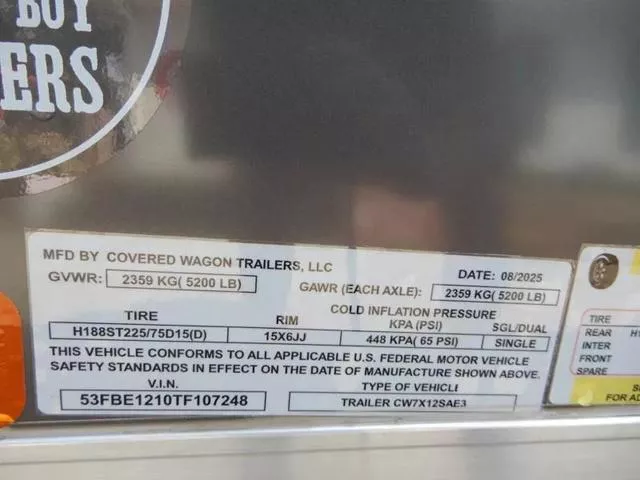 BUY
ERS
MFD BY COVERED WAGON TRAILERS, LLC
DATE: 08/2025
GVWR: 2359 KG( 5200 LB)
GAWR (EACH AXLE): 2359 KG( 5200 LB)
COLD INFLATION PRESSURE
TIRE RIM KPA (PSI) SGL/DUAL
H188ST225/75D15(D) 15X6JJ 448 KPA( 65 PSI) SINGLE
THIS VEHICLE CONFORMS TO ALL APPLICABLE U.S. FEDERAL MOTOR VEHICLE
SAFETY STANDARDS IN EFFECT ON THE DATE OF MANUFACTURE SHOWN ABOVE.
V.I.N. TYPE OF VEHICLE
53FBE1210TF107248 TRAILER CW7X12SAE3
TIRE
REAR
INTER
FRONT
SPARE
FOR AD